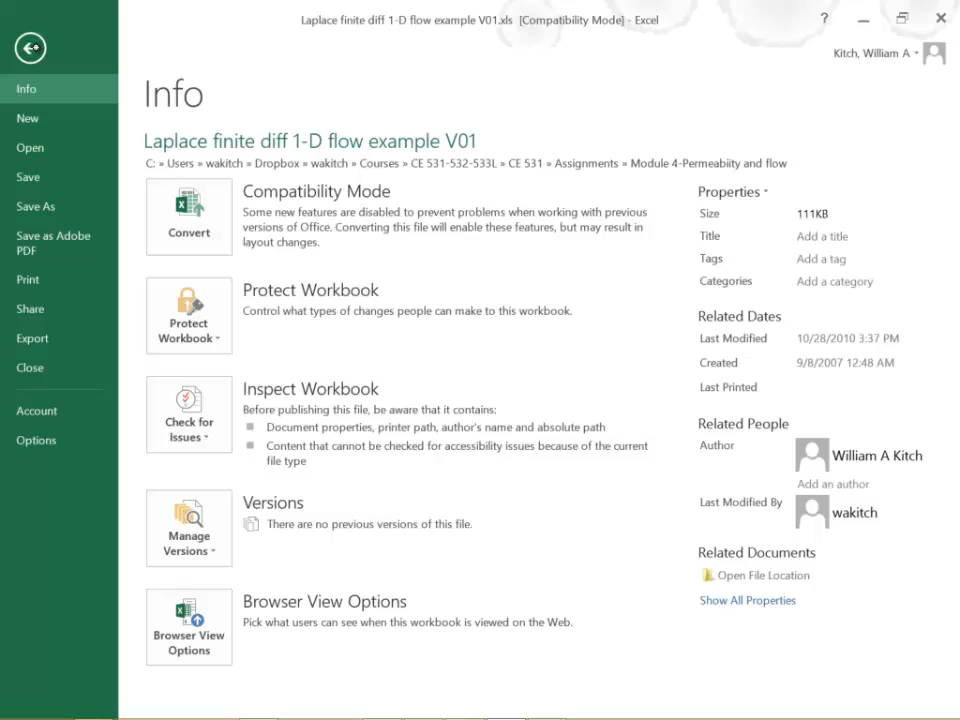 Laplace finite diff 1-D flow example V01.xls [Compatibility Mode] - Excel
?
Kitch, William A
Info
New
Open
Save
Save As
Save as Adobe
PDF
Print
Share
Export
Close
Account
Options
Info
Laplace finite diff 1-D flow example V01
C: » Users » wakitch » Dropbox » wakitch » Courses » CE 531-532-533L » CE 531 » Assignments » Module 4-Permeabiity and flow
Convert
Compatibility Mode
Some new features are disabled to prevent problems when working with previous
versions of Office. Converting this file will enable these features, but may result in
layout changes.
Protect
Workbook
Protect Workbook
Control what types of changes people can make to this workbook.
Check for
Issues
Inspect Workbook
Before publishing this file, be aware that it contains:
Document properties, printer path, author's name and absolute path
Content that cannot be checked for accessibility issues because of the current
file type
Manage
Versions
Versions
There are no previous versions of this file.
Browser View
Options
Browser View Options
Pick what users can see when this workbook is viewed on the Web.
Properties
Size 111KB
Title Add a title
Tags Add a tag
Categories Add a category
Related Dates
Last Modified 10/28/2010 3:37 PM
Created 9/8/2007 12:48 AM
Last Printed
Related People
Author William A Kitch
Add an author
Last Modified By wakitch
Related Documents
Open File Location
Show All Properties